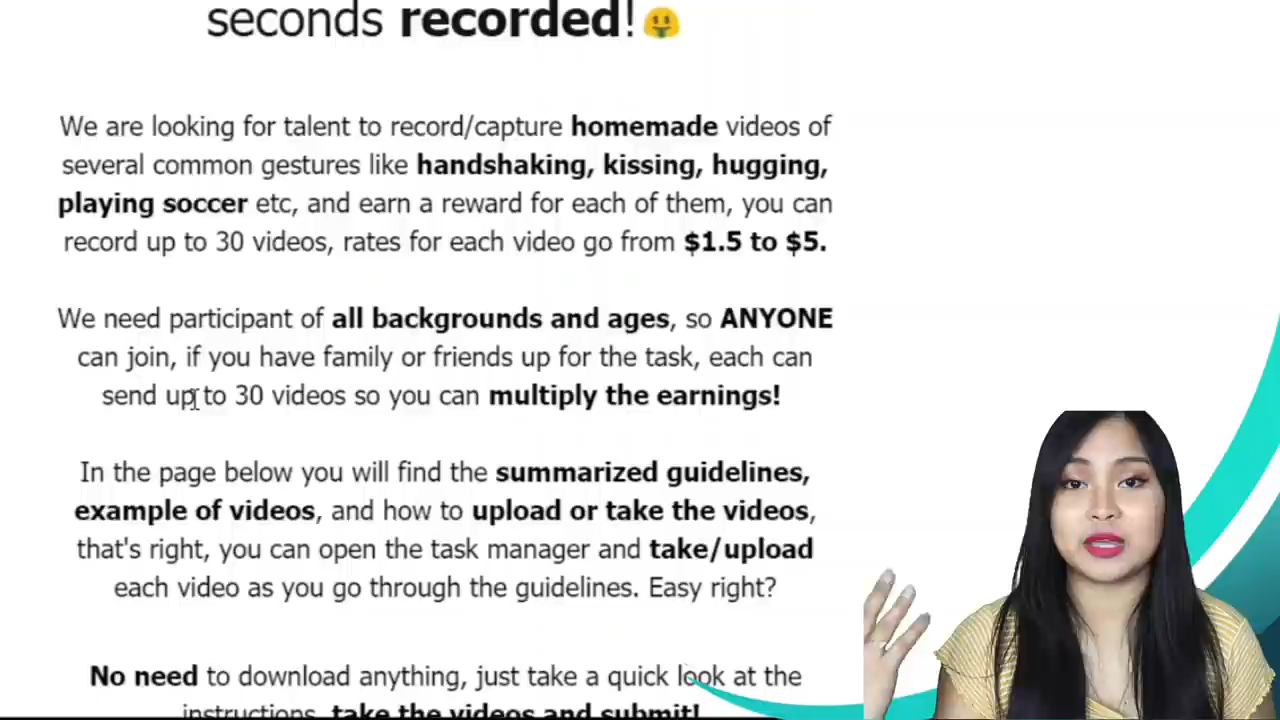 seconds recorded!🤑
We are looking for talent to record/capture homemade videos of
several common gestures like handshaking, kissing, hugging,
playing soccer etc, and earn a reward for each of them, you can
record up to 30 videos, rates for each video go from $1.5 to $5.
We need participant of all backgrounds and ages, so ANYONE
can join, if you have family or friends up for the task, each can
send up to 30 videos so you can multiply the earnings!
In the page below you will find the summarized guidelines,
example of videos, and how to upload or take the videos,
that's right, you can open the task manager and take/upload
each video as you go through the guidelines. Easy right?
No need to download anything, just take a quick look at the
instructions, take the videos and submit!